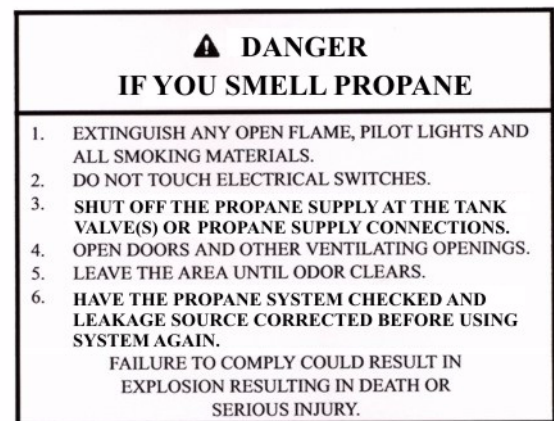 ⚠ DANGER
IF YOU SMELL PROPANE
1. EXTINGUISH ANY OPEN FLAME, PILOT LIGHTS AND
ALL SMOKING MATERIALS.
2. DO NOT TOUCH ELECTRICAL SWITCHES.
3. SHUT OFF THE PROPANE SUPPLY AT THE TANK
VALVE(S) OR PROPANE SUPPLY CONNECTIONS.
4. OPEN DOORS AND OTHER VENTILATING OPENINGS.
5. LEAVE THE AREA UNTIL ODOR CLEARS.
6. HAVE THE PROPANE SYSTEM CHECKED AND
LEAKAGE SOURCE CORRECTED BEFORE USING
SYSTEM AGAIN.
FAILURE TO COMPLY COULD RESULT IN
EXPLOSION RESULTING IN DEATH OR
SERIOUS INJURY.